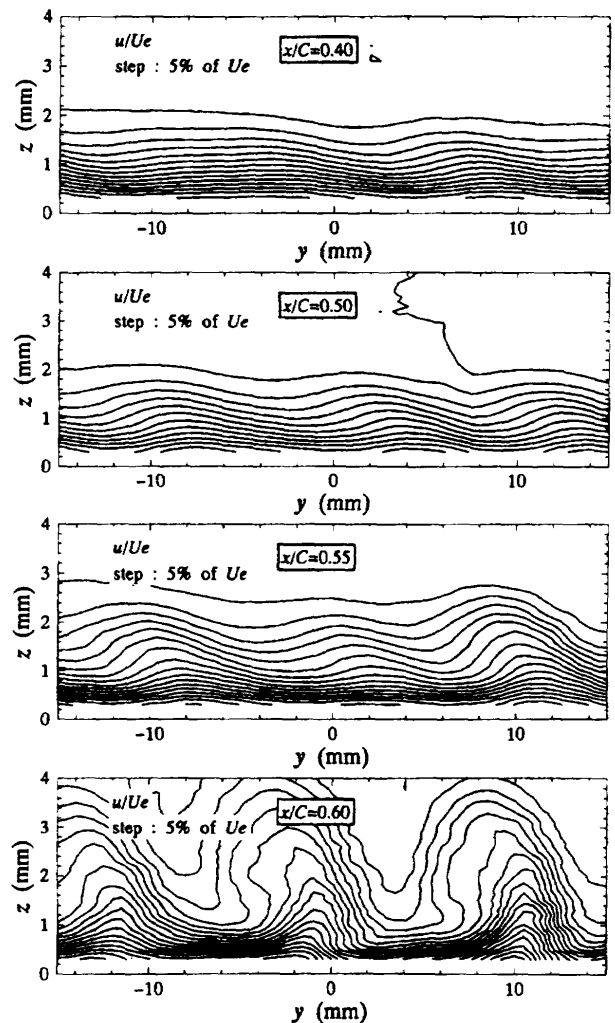 4
u/Ue
step : 5% of Ue
x/C=0.40
3
2
1
0
z (mm)
-10 0 10
y (mm)
4
u/Ue
step : 5% of Ue
x/C=0.50
3
2
1
0
z (mm)
-10 0 10
y (mm)
4
u/Ue
step : 5% of Ue
x/C=0.55
3
2
1
0
z (mm)
-10 0 10
y (mm)
4
u/Ue
step : 5% of Ue
x/C=0.60
3
2
1
0
z (mm)
-10 0 10
y (mm)